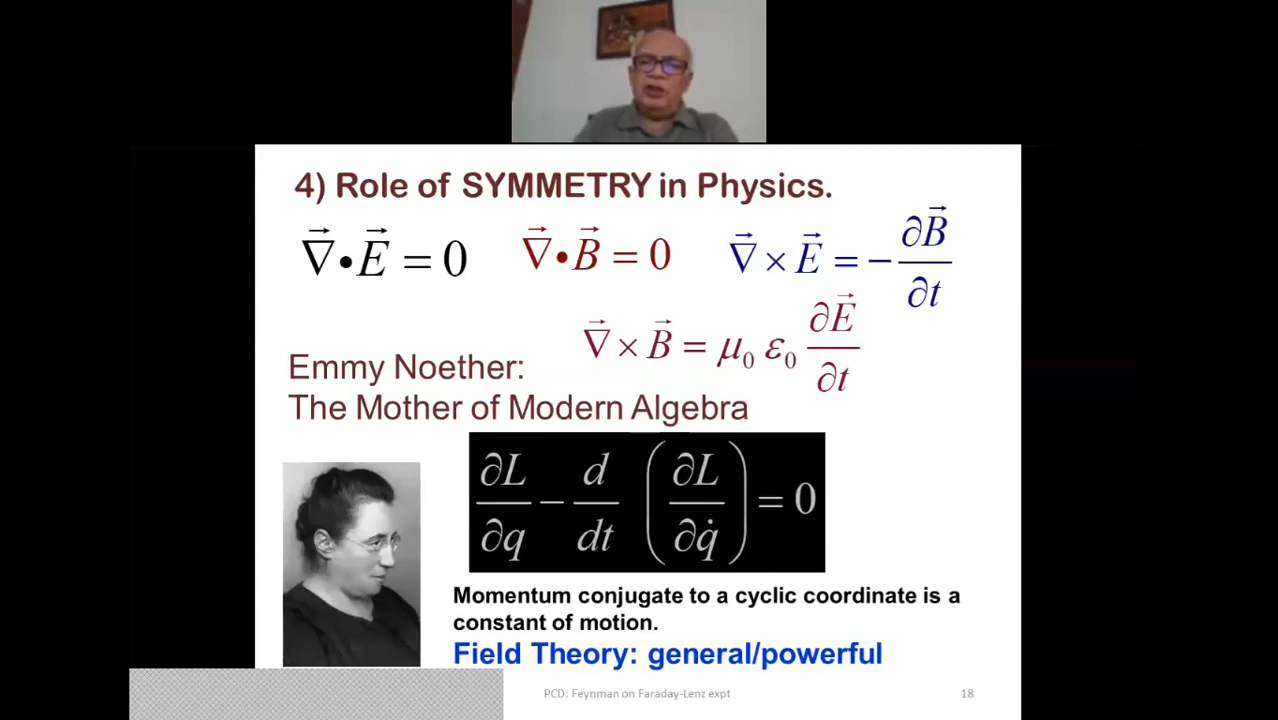 4) Role of SYMMETRY in Physics.
∇⃗•E⃗ = 0 ∇⃗•B⃗ = 0 ∇⃗×E⃗ = −∂B⃗/∂t
∇⃗×B⃗ = μ₀ ε₀ ∂E⃗/∂t
Emmy Noether:
The Mother of Modern Algebra
∂L/∂q − d/dt (∂L/∂q̇) = 0
Momentum conjugate to a cyclic coordinate is a
constant of motion.
Field Theory: general/powerful
PCD: Feynman on Faraday-Lenz expt 18